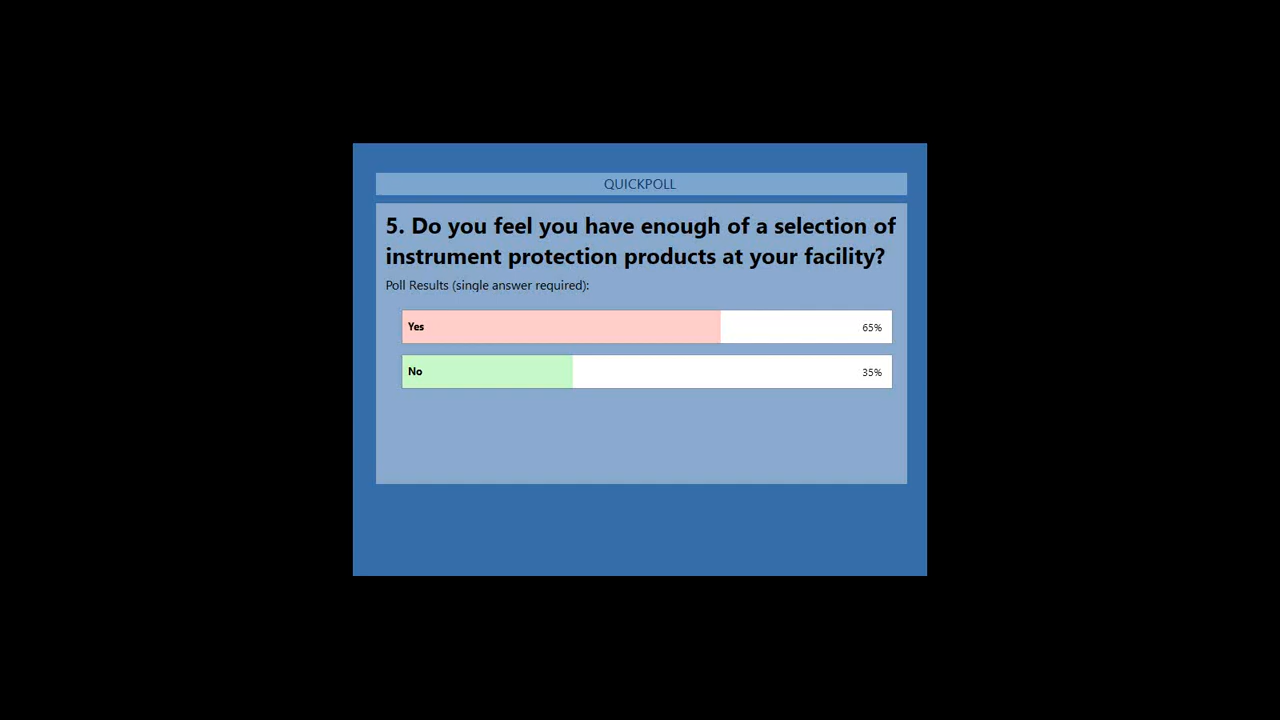 QUICKPOLL
5. Do you feel you have enough of a selection of
instrument protection products at your facility?
Poll Results (single answer required):
Yes 65%
No 35%